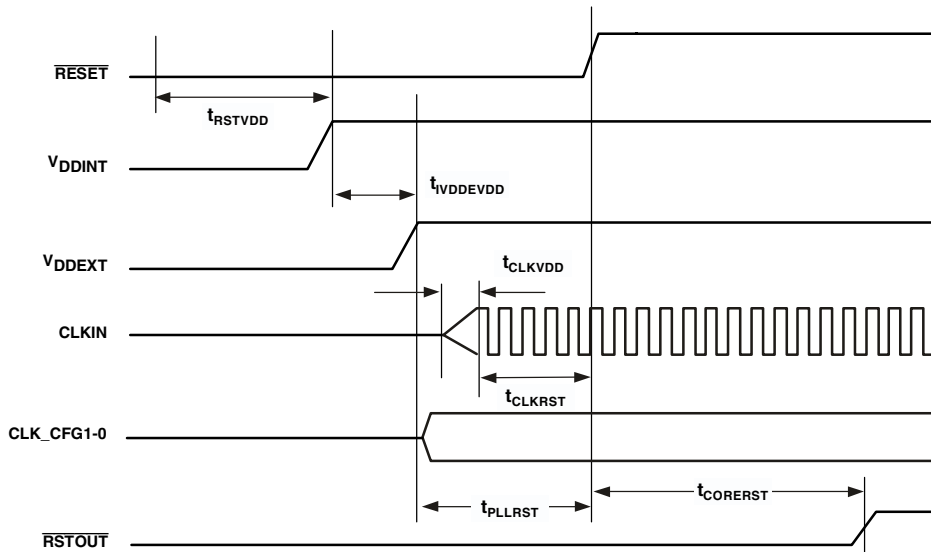 RESET
tRSTVDD
VDDINT
tIVDDEVDD
VDDEXT
tCLKVDD
CLKIN
tCLKRST
CLK_CFG1-0
tCORERST
tPLLRST
RSTOUT